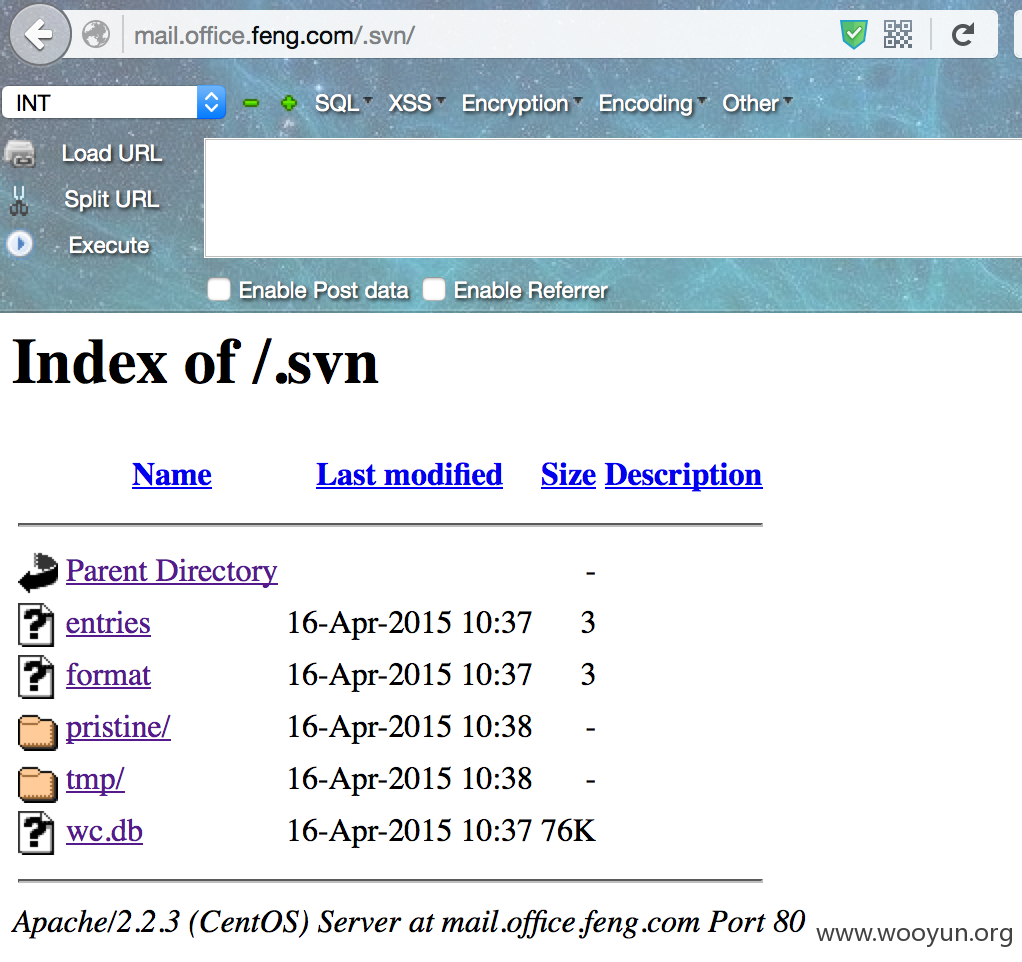 mail.office.feng.com/.svn/
INT SQL XSS Encryption Encoding Other
Load URL
Split URL
Execute
Enable Post data Enable Referrer
Index of /.svn
Name Last modified Size Description
Parent Directory -
entries 16-Apr-2015 10:37 3
format 16-Apr-2015 10:37 3
pristine/ 16-Apr-2015 10:38 -
tmp/ 16-Apr-2015 10:38 -
wc.db 16-Apr-2015 10:37 76K
Apache/2.2.3 (CentOS) Server at mail.office.feng.com Port 80
www.wooyun.org